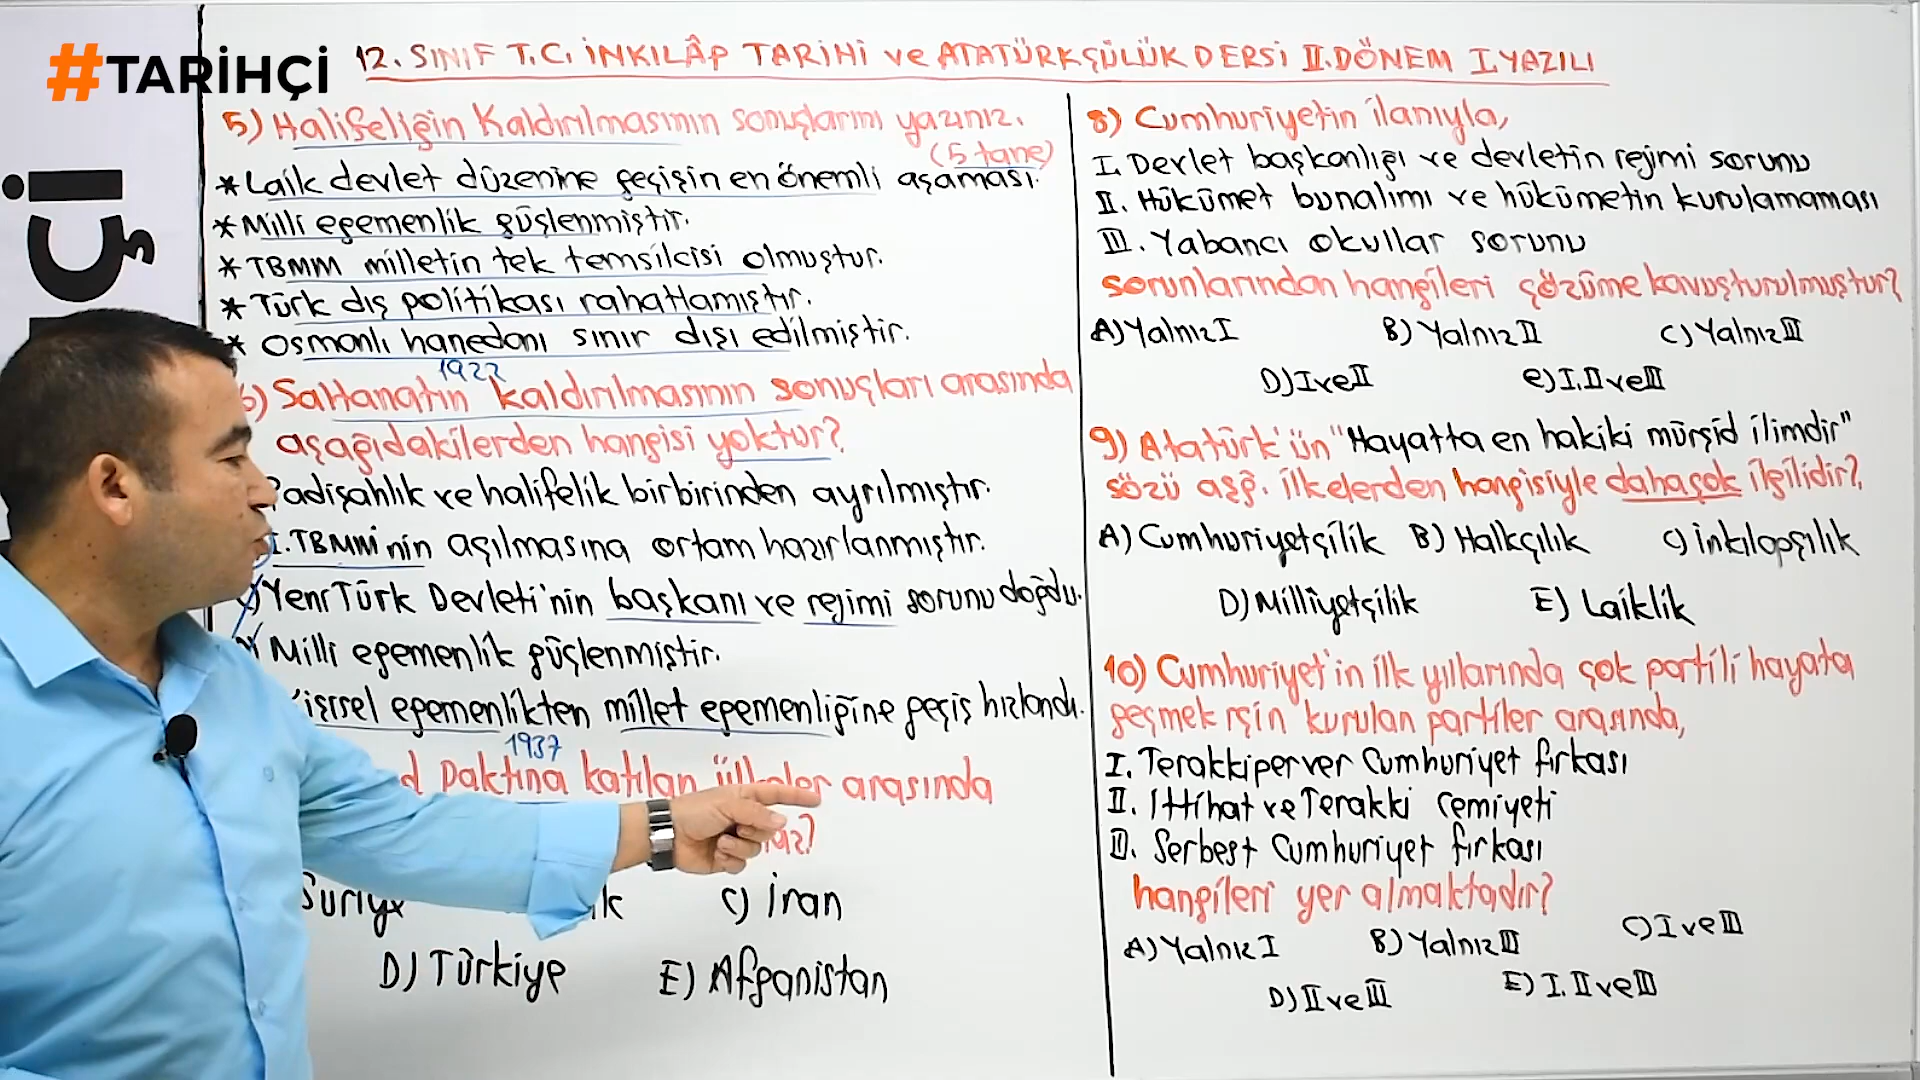 #TARİHÇİ
12. SINIF T.C. İNKILÂP TARİHİ ve ATATÜRKÇÜLÜK DERSİ II. DÖNEM I. YAZILI
5) Halifeliğin Kaldırılmasının sonuçlarını yazınız.
(5 tane)
* Laik devlet düzenine geçişin en önemli aşaması.
* Milli egemenlik güçlenmiştir.
* TBMM milletin tek temsilcisi olmuştur.
* Türk dış politikası rahatlamıştır.
* Osmanlı hanedanı sınır dışı edilmiştir.
1922
6) Saltanatın kaldırılmasının sonuçları arasında
aşağıdakilerden hangisi yoktur?
Padişahlık ve halifelik birbirinden ayrılmıştır.
I. TBMM'nin açılmasına ortam hazırlanmıştır.
Yeni Türk Devleti'nin başkanı ve rejimi sorunu doğdu.
Milli egemenlik güçlenmiştir.
kişisel egemenlikten millet egemenliğine geçiş hızlandı.
1937
d Paktına katılan ülkeler arasında
maz?
Suriye
k
C) İran
D) Türkiye
E) Afganistan
8) Cumhuriyetin ilanıyla,
I. Devlet başkanlığı ve devletin rejimi sorunu
II. Hükümet bunalımı ve hükümetin kurulamaması
III. Yabancı okullar sorunu
sorunlarından hangileri çözüme kavuşturulmuştur?
A) Yalnız I
B) Yalnız II
C) Yalnız III
D) I ve II
e) I. II ve III
9) Atatürk'ün "Hayatta en hakiki mürşid ilimdir"
sözü aşğ. ilkelerden hangisiyle daha çok ilgilidir?
A) Cumhuriyetçilik
B) Halkçılık
C) İnkılapçılık
D) Milliyetçilik
E) Laiklik
10) Cumhuriyet'in ilk yıllarında çok partili hayata
geçmek için kurulan partiler arasında,
I. Terakkiperver Cumhuriyet fırkası
II. İttihat ve Terakki Cemiyeti
III. Serbest Cumhuriyet fırkası
hangileri yer almaktadır?
A) Yalnız I
B) Yalnız III
C) I ve III
D) II ve III
E) I. II ve III